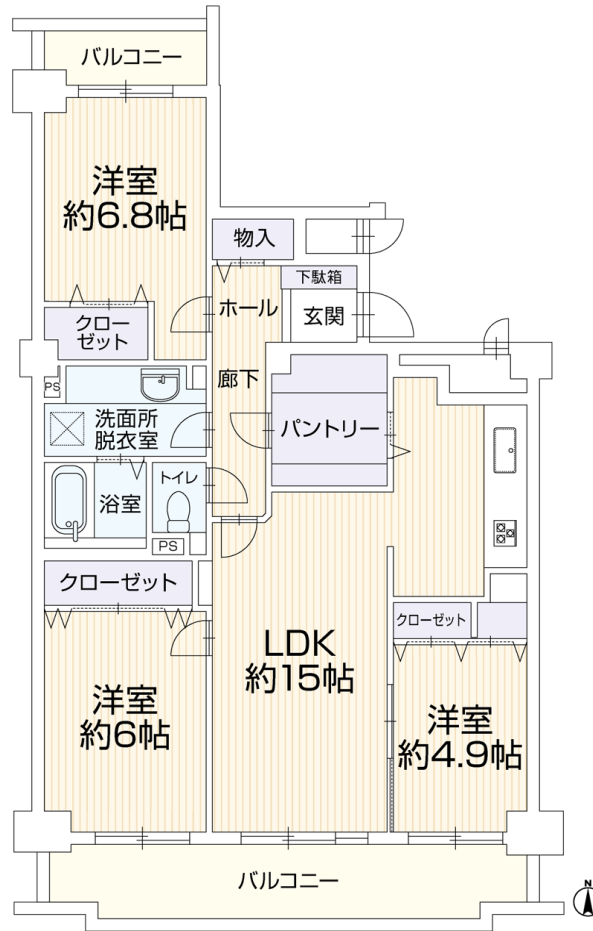 バルコニー
洋室
約6.8帖
物入
下駄箱
ホール
玄関
クロー
ゼット
廊下
PS
洗面所
脱衣室
パントリー
トイレ
浴室
PS
クローゼット
クローゼット
LDK
約15帖
洋室
約6帖
洋室
約4.9帖
バルコニー
N